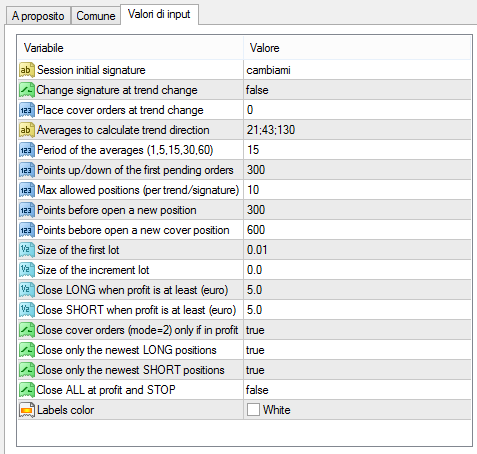 A proposito Comune Valori di input
Variabile Valore
Session initial signature cambiami
Change signature at trend change false
Place cover orders at trend change 0
Averages to calculate trend direction 21;43;130
Period of the averages (1,5,15,30,60) 15
Points up/down of the first pending orders 300
Max allowed positions (per trend/signature) 10
Points before open a new position 300
Points bebore open a new cover position 600
Size of the first lot 0.01
Size of the increment lot 0.0
Close LONG when profit is at least (euro) 5.0
Close SHORT when profit is at least (euro) 5.0
Close cover orders (mode=2) only if in profit true
Close only the newest LONG positions true
Close only the newest SHORT positions true
Close ALL at profit and STOP false
Labels color White